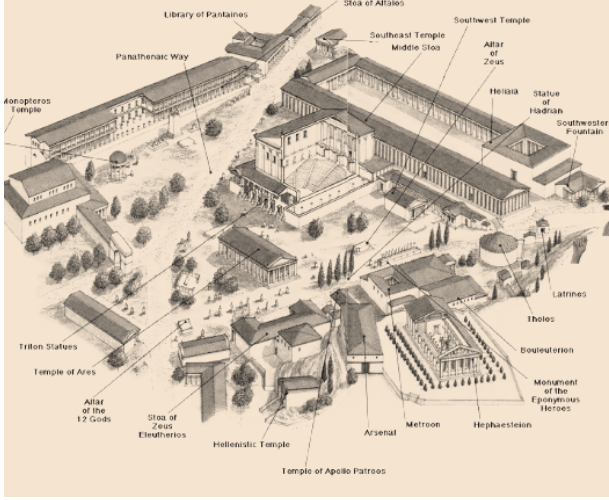 Library of Pantainos
Stoa of Attalos
Southwest Temple
Southeast Temple
Middle Stoa
Altar
of
Zeus
Panathenaic Way
Heliaia
Statue
of
Hadrian
Southwester
Fountain
Monopteros
Temple
Latrines
Tholos
Triton Statues
Bouleuterion
Temple of Ares
Altar
of the
12 Gods
Stoa of
Zeus
Eleutherios
Monument
of the
Eponymous
Heroes
Hellenistic Temple
Arsenal
Metroon
Hephaesteion
Temple of Apollo Patroos